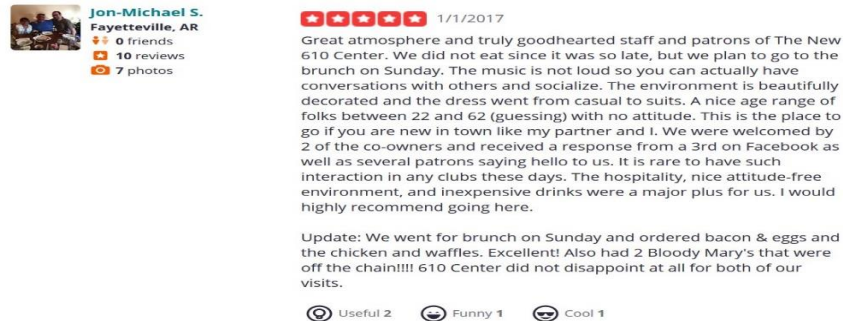 Jon-Michael S.
Fayetteville, AR
0 friends
10 reviews
7 photos
1/1/2017
Great atmosphere and truly goodhearted staff and patrons of The New
610 Center. We did not eat since it was so late, but we plan to go to the
brunch on Sunday. The music is not loud so you can actually have
conversations with others and socialize. The environment is beautifully
decorated and the dress went from casual to suits. A nice age range of
folks between 22 and 62 (guessing) with no attitude. This is the place to
go if you are new in town like my partner and I. We were welcomed by
2 of the co-owners and received a response from a 3rd on Facebook as
well as several patrons saying hello to us. It is rare to have such
interaction in any clubs these days. The hospitality, nice attitude-free
environment, and inexpensive drinks were a major plus for us. I would
highly recommend going here.
Update: We went for brunch on Sunday and ordered bacon & eggs and
the chicken and waffles. Excellent! Also had 2 Bloody Mary's that were
off the chain!!!! 610 Center did not disappoint at all for both of our
visits.
Useful 2 Funny 1 Cool 1